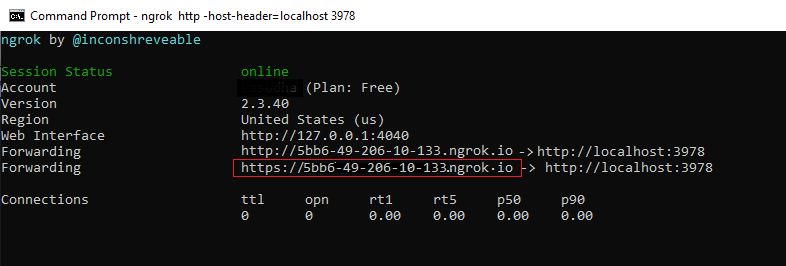 Command Prompt - ngrok http -host-header=localhost 3978
ngrok by @inconshreveable
Session Status online
Account (Plan: Free)
Version 2.3.40
Region United States (us)
Web Interface http://127.0.0.1:4040
Forwarding http://5bb6-49-206-10-133.ngrok.io -> http://localhost:3978
Forwarding https://5bb6-49-206-10-133.ngrok.io -> http://localhost:3978
Connections ttl opn rt1 rt5 p50 p90
0 0 0.00 0.00 0.00 0.00